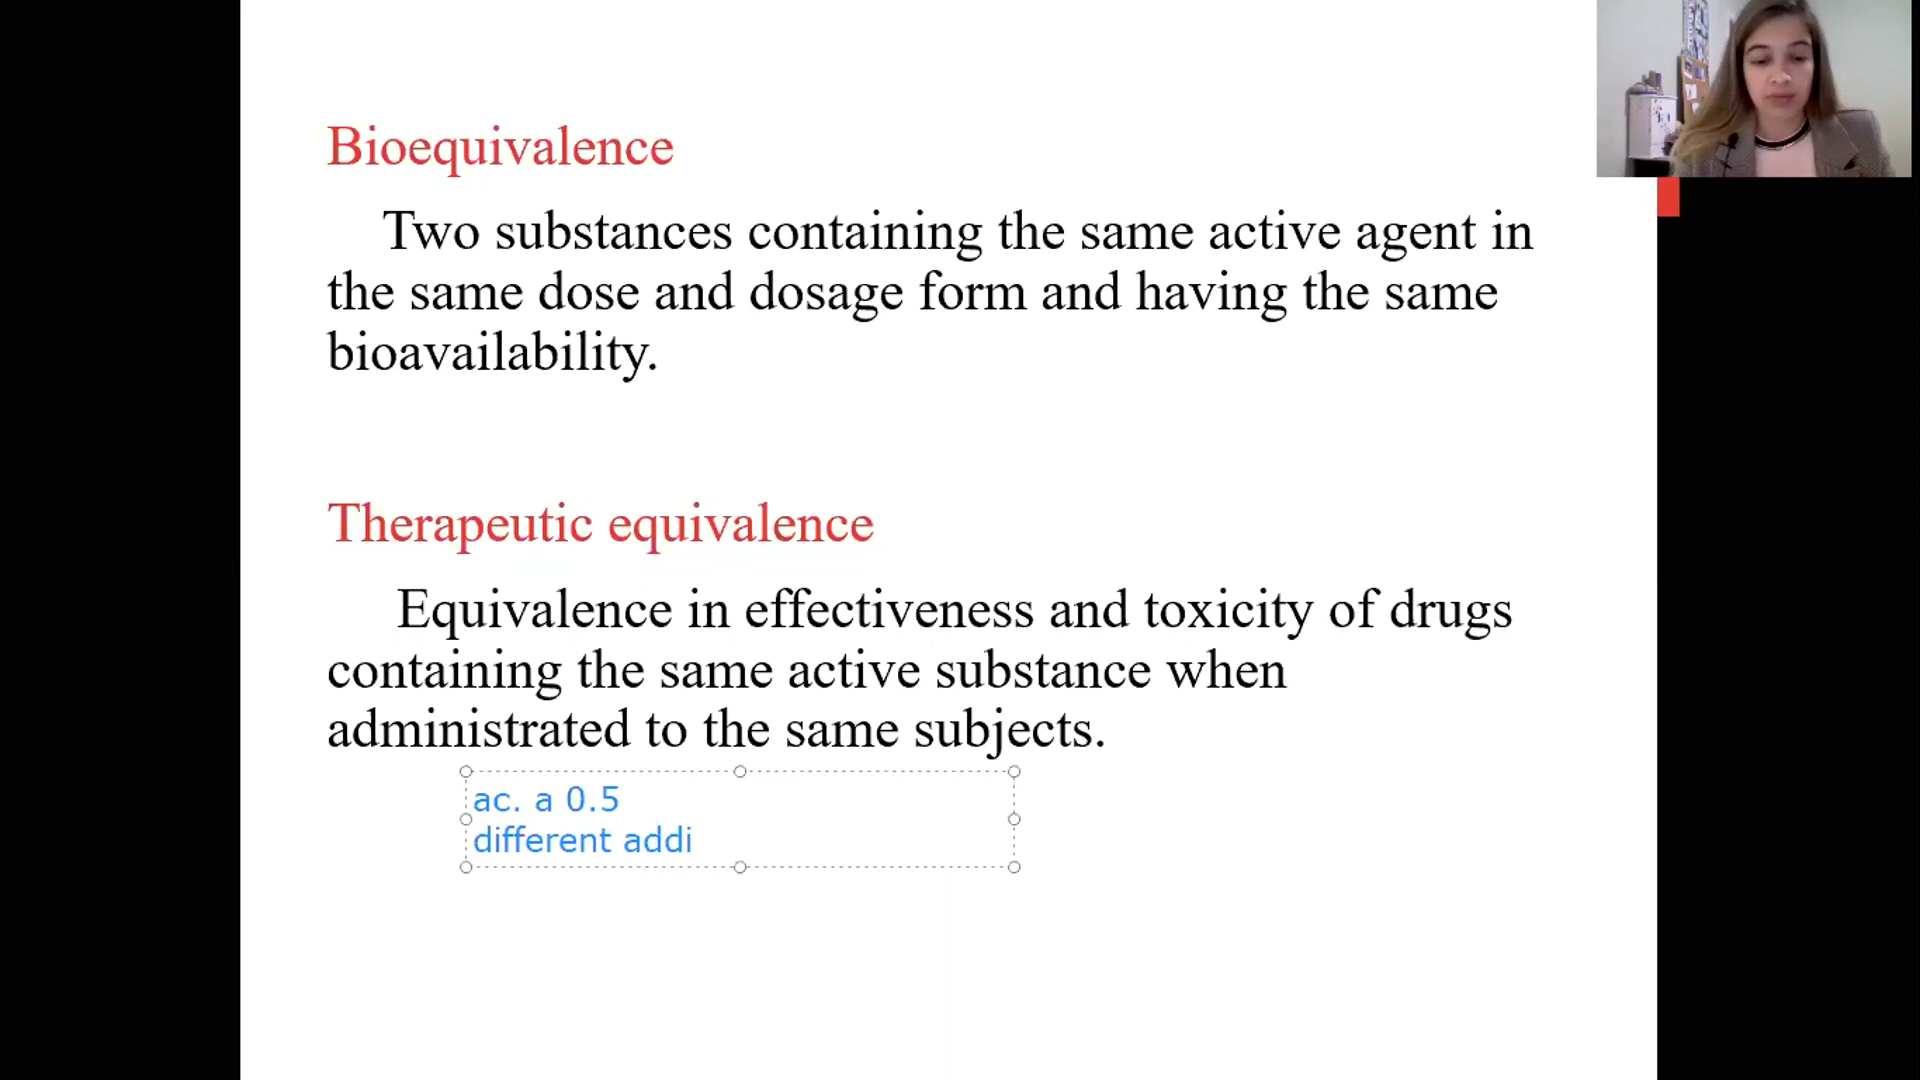 Bioequivalence
Two substances containing the same active agent in
the same dose and dosage form and having the same
bioavailability.
Therapeutic equivalence
Equivalence in effectiveness and toxicity of drugs
containing the same active substance when
administrated to the same subjects.
ac. a 0.5
different addi